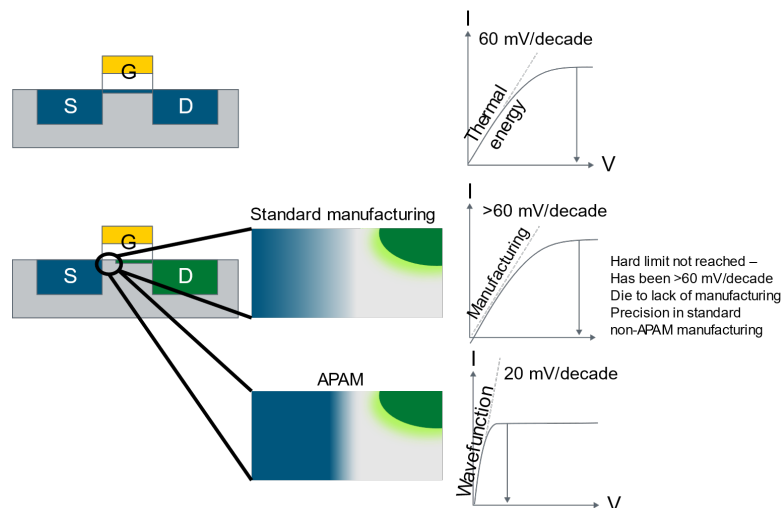 I
60 mV/decade
G
S
D
Thermal
energy
V
I
>60 mV/decade
Standard manufacturing
G
S
D
Manufacturing
Hard limit not reached –
Has been >60 mV/decade
Die to lack of manufacturing
Precision in standard
non-APAM manufacturing
I
APAM
20 mV/decade
Wavefunction
V